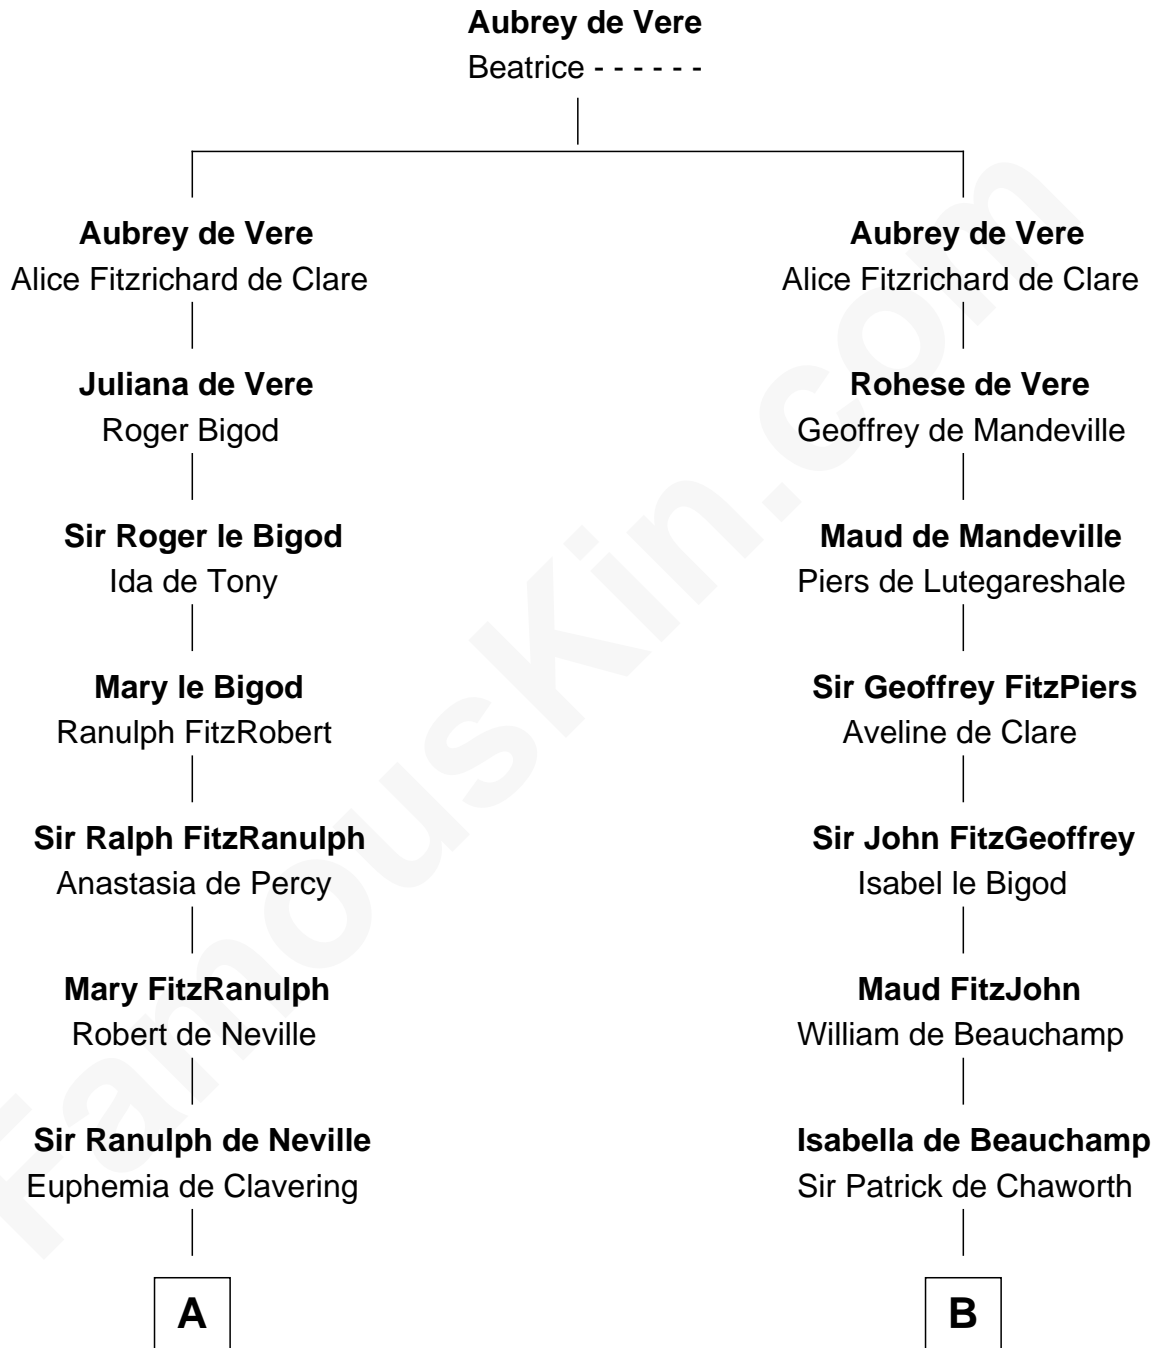 Aubrey de Vere
Beatrice - - - - - -
Aubrey de Vere
Alice Fitzrichard de Clare
Juliana de Vere
Roger Bigod
Sir Roger le Bigod
Ida de Tony
Mary le Bigod
Ranulph FitzRobert
Sir Ralph FitzRanulph
Anastasia de Percy
Mary FitzRanulph
Robert de Neville
Sir Ranulph de Neville
Euphemia de Clavering
A
Aubrey de Vere
Alice Fitzrichard de Clare
Rohese de Vere
Geoffrey de Mandeville
Maud de Mandeville
Piers de Lutegareshale
Sir Geoffrey FitzPiers
Aveline de Clare
Sir John FitzGeoffrey
Isabel le Bigod
Maud FitzJohn
William de Beauchamp
Isabella de Beauchamp
Sir Patrick de Chaworth
B
FamousKin.com